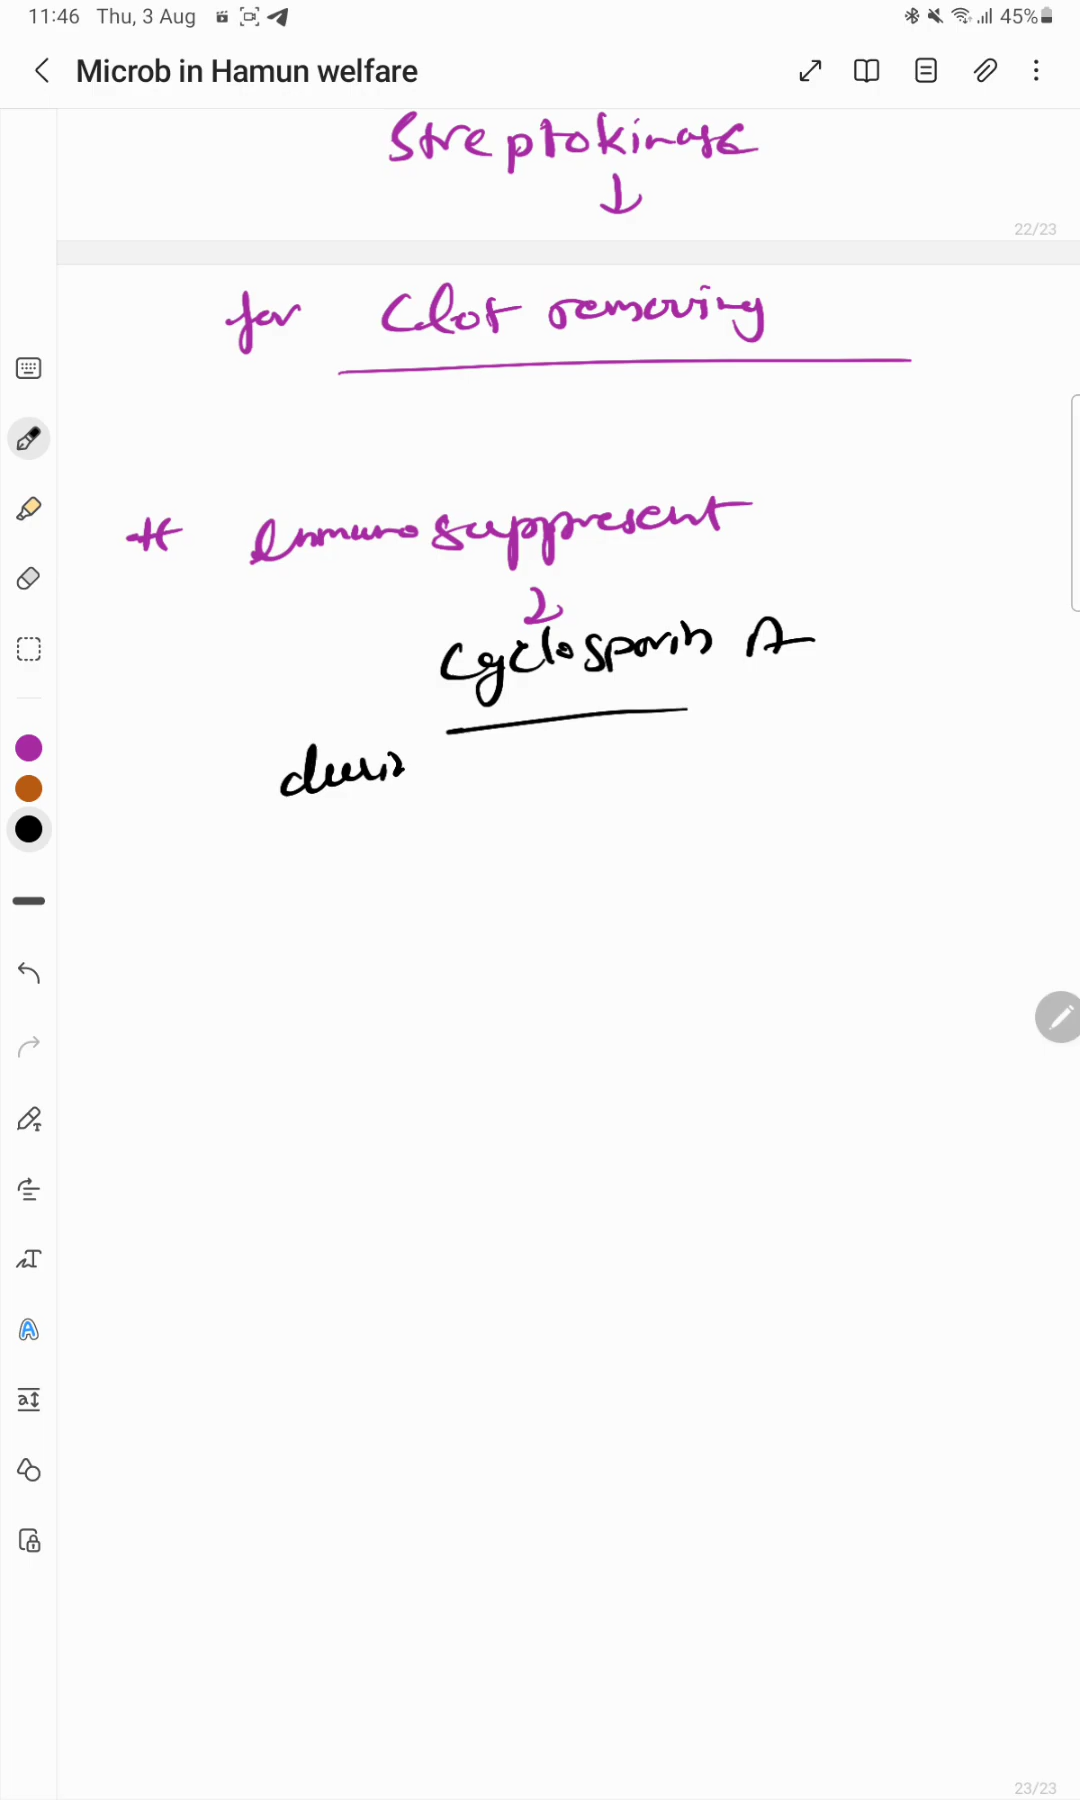 11:46 Thu, 3 Aug 45%
Microb in Hamun welfare
Streptokinase
22/23
for Clot removing
Immuno suppresent
Cyclosporin A
23/23